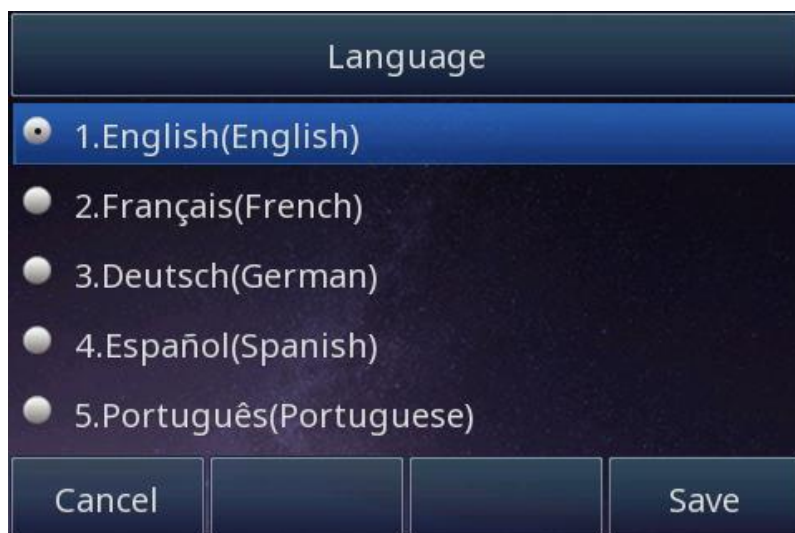 Language
1.English(English)
2.Français(French)
3.Deutsch(German)
4.Español(Spanish)
5.Português(Portuguese)
Cancel Save